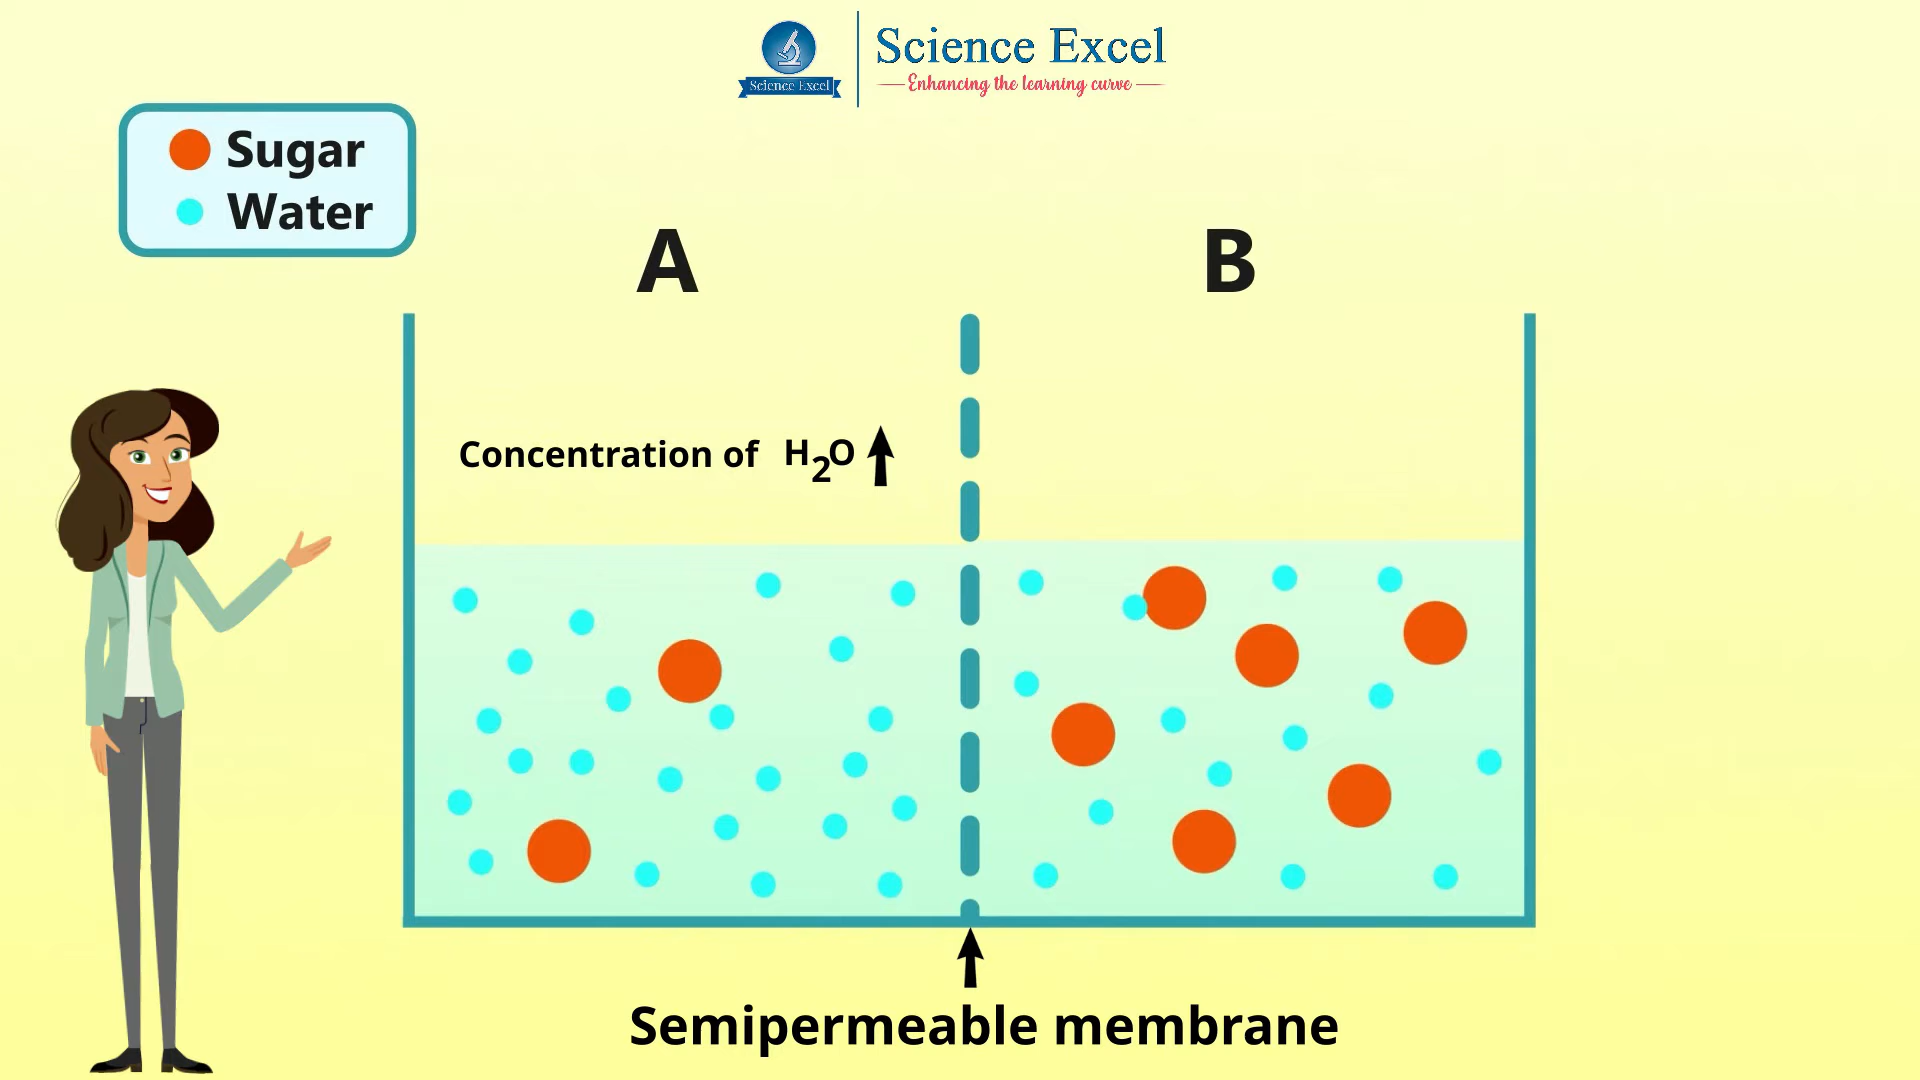 Science Excel
Science Excel
Enhancing the learning curve
Sugar
Water
A
B
Concentration of H2O
Semipermeable membrane